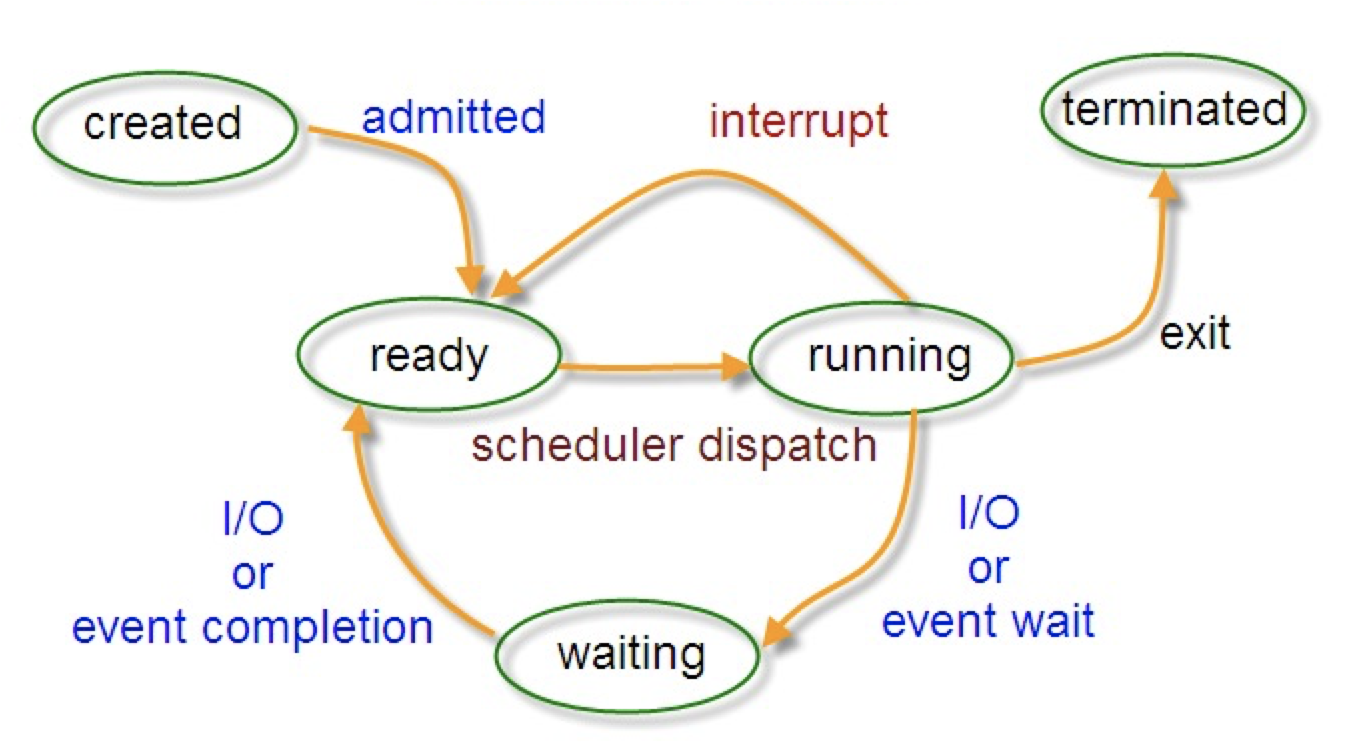 created
admitted
interrupt
terminated
ready
running
exit
scheduler dispatch
I/O
or
event completion
I/O
or
event wait
waiting